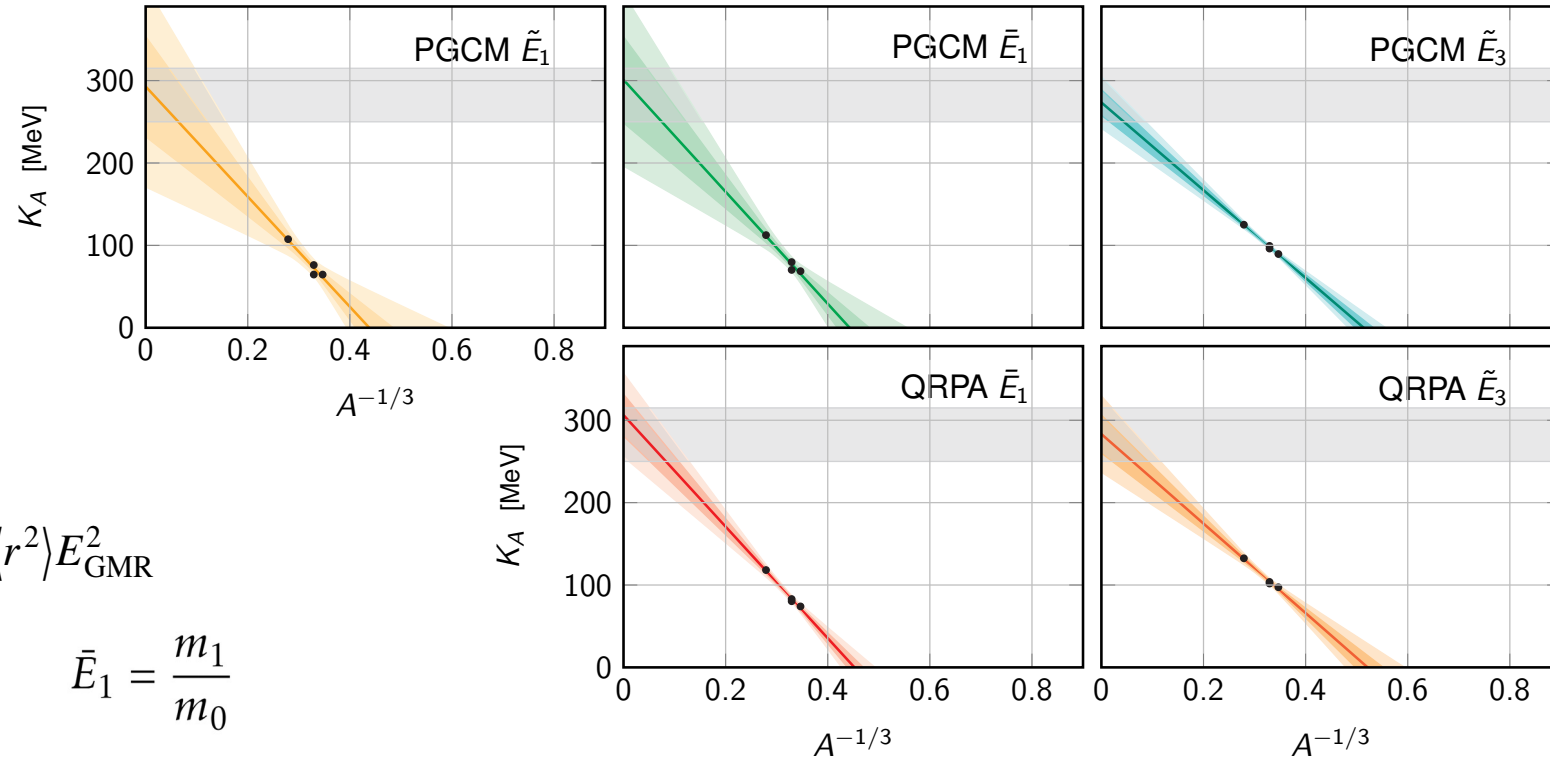 PGCM Ẽ₁
PGCM Ē₁
PGCM Ẽ₃
K_A [MeV]
300
200
100
0
0 0.2 0.4 0.6 0.8
A^{-1/3}
QRPA Ē₁
QRPA Ẽ₃
K_A [MeV]
300
200
100
0
0 0.2 0.4 0.6 0.8
0 0.2 0.4 0.6 0.8
A^{-1/3}
A^{-1/3}
⟨r²⟩E²_GMR
Ē₁ = m₁/m₀